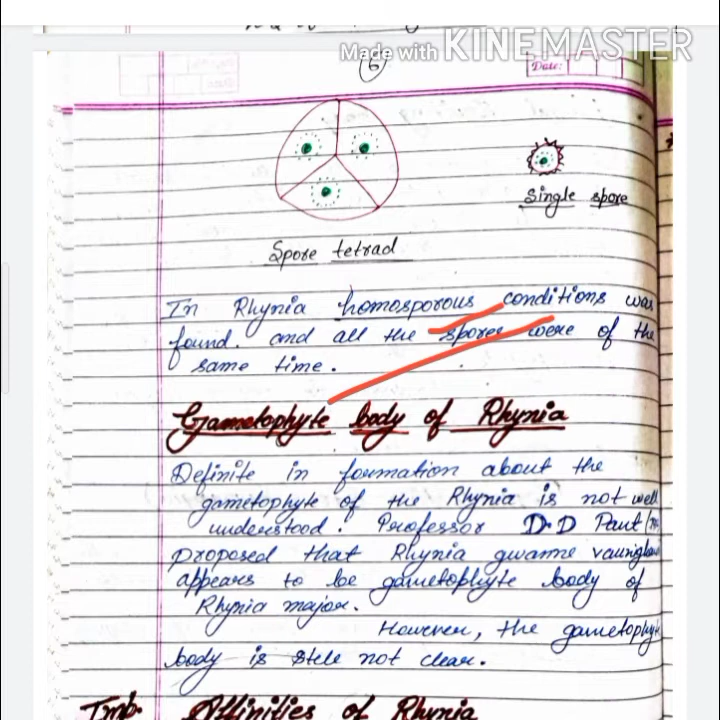 Made with KINEMASTER
(6)
Date:
Single spore
Spore tetrad
In Rhynia homosporous conditions was
found. and all the spores were of the
same time.
Gametophyte body of Rhynia
Definite in formation about the
gametophyte of the Rhynia is not well
understood. Professor D.D Pant
proposed that Rhynia gwanne
appears to be gametophyte body of
Rhynia major.
However, the gametophyte
body is stele not clear.
Imb. Affinities of Rhynia